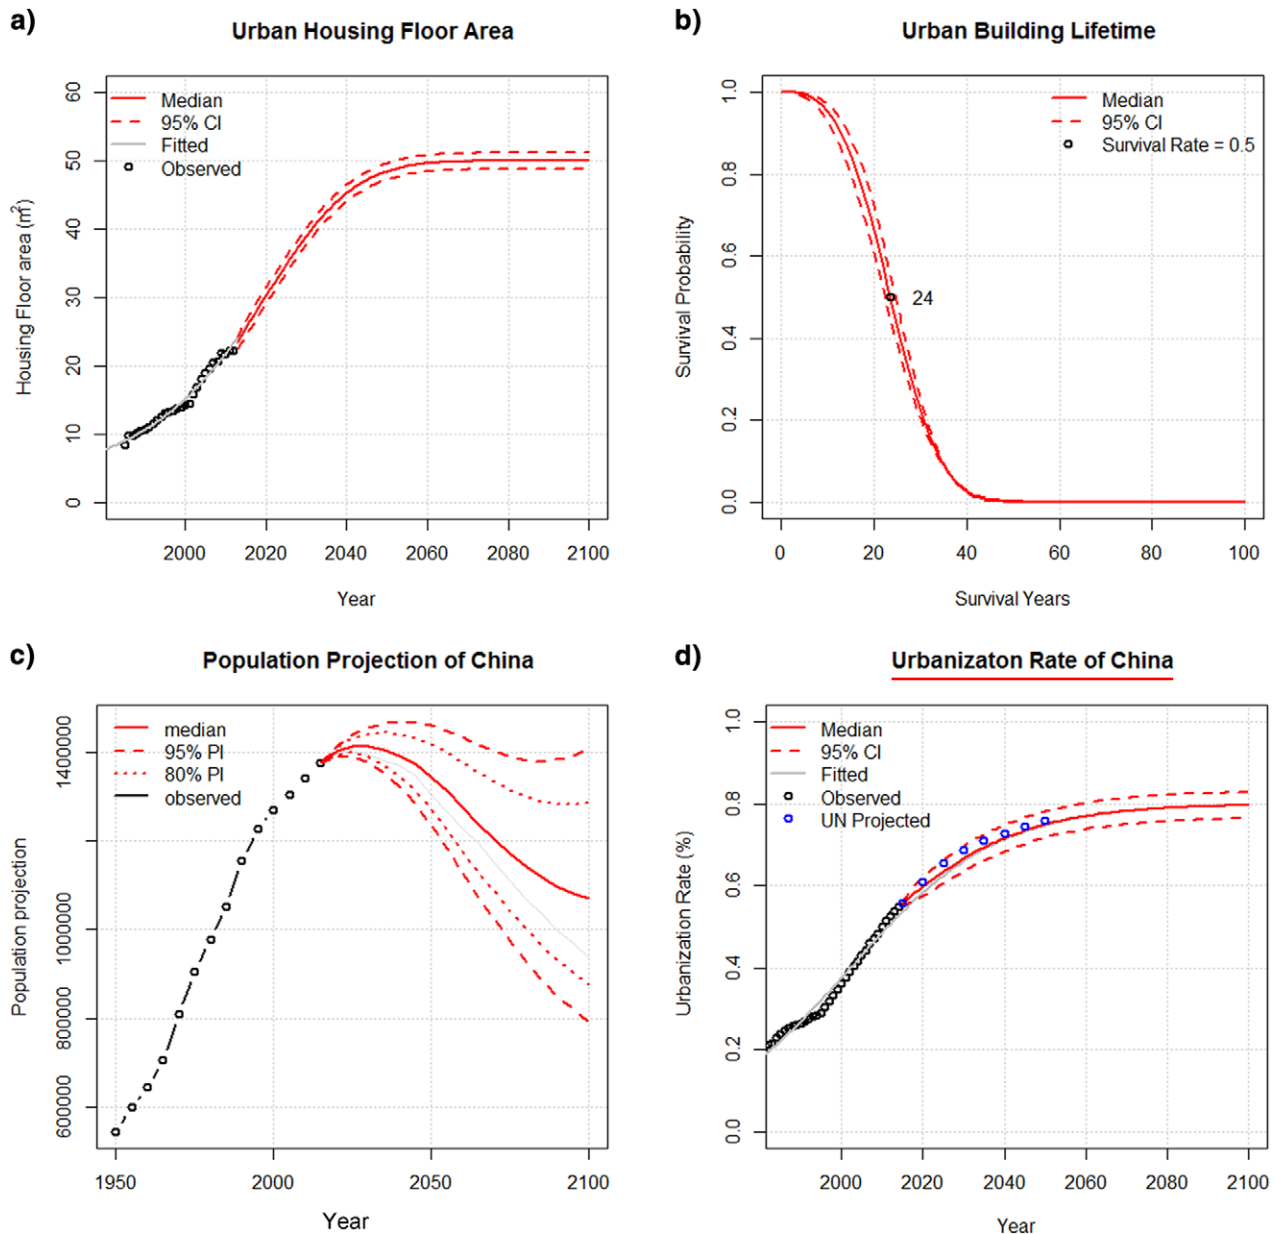 a)
Urban Housing Floor Area
Median
95% CI
Fitted
Observed
60
50
40
30
20
10
0
Housing Floor area (m²)
2000 2020 2040 2060 2080 2100
Year
b)
Urban Building Lifetime
Median
95% CI
Survival Rate = 0.5
24
1.0
0.8
0.6
0.4
0.2
0.0
Survival Probability
0 20 40 60 80 100
Survival Years
c)
Population Projection of China
median
95% PI
80% PI
observed
1400000
1000000
800000
600000
Population projection
1950 2000 2050 2100
Year
d)
Urbanizaton Rate of China
Median
95% CI
Fitted
Observed
UN Projected
1.0
0.8
0.6
0.4
0.2
0.0
Urbanization Rate (%)
2000 2020 2040 2060 2080 2100
Year